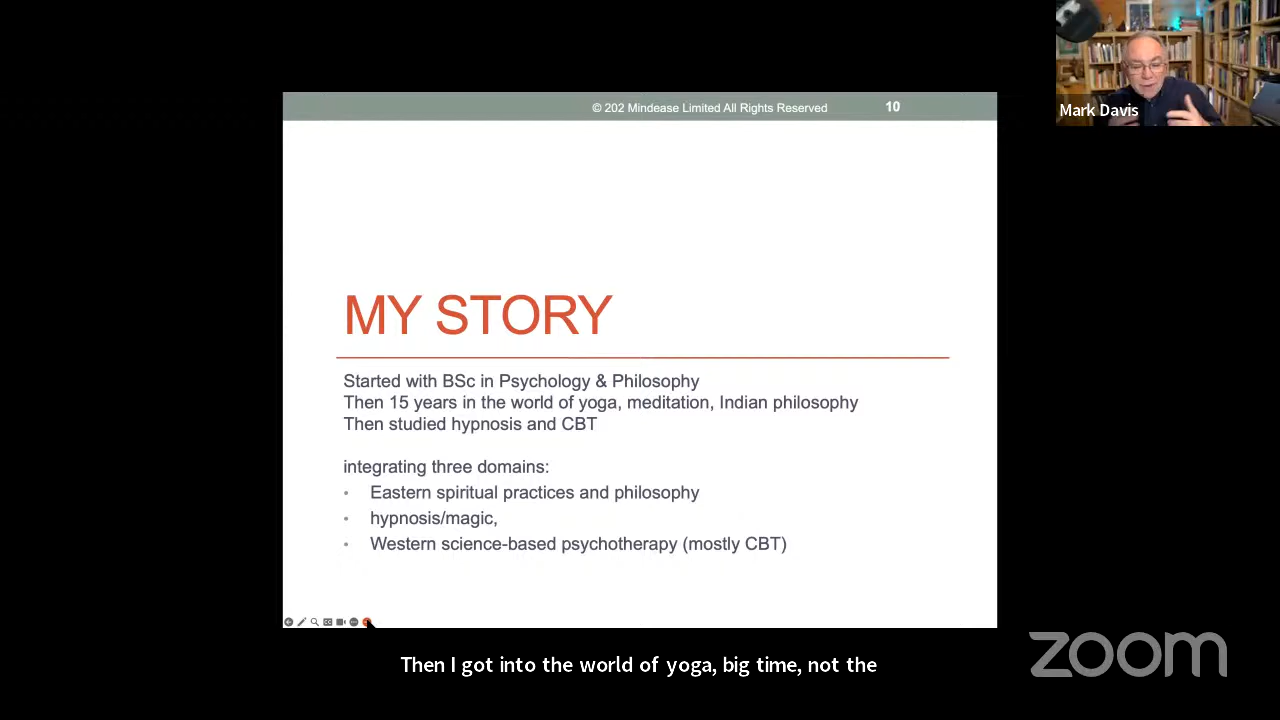 © 202 Mindease Limited All Rights Reserved
10
Mark Davis
MY STORY
Started with BSc in Psychology & Philosophy
Then 15 years in the world of yoga, meditation, Indian philosophy
Then studied hypnosis and CBT
integrating three domains:
• Eastern spiritual practices and philosophy
• hypnosis/magic,
• Western science-based psychotherapy (mostly CBT)
Then I got into the world of yoga, big time, not the
zoom